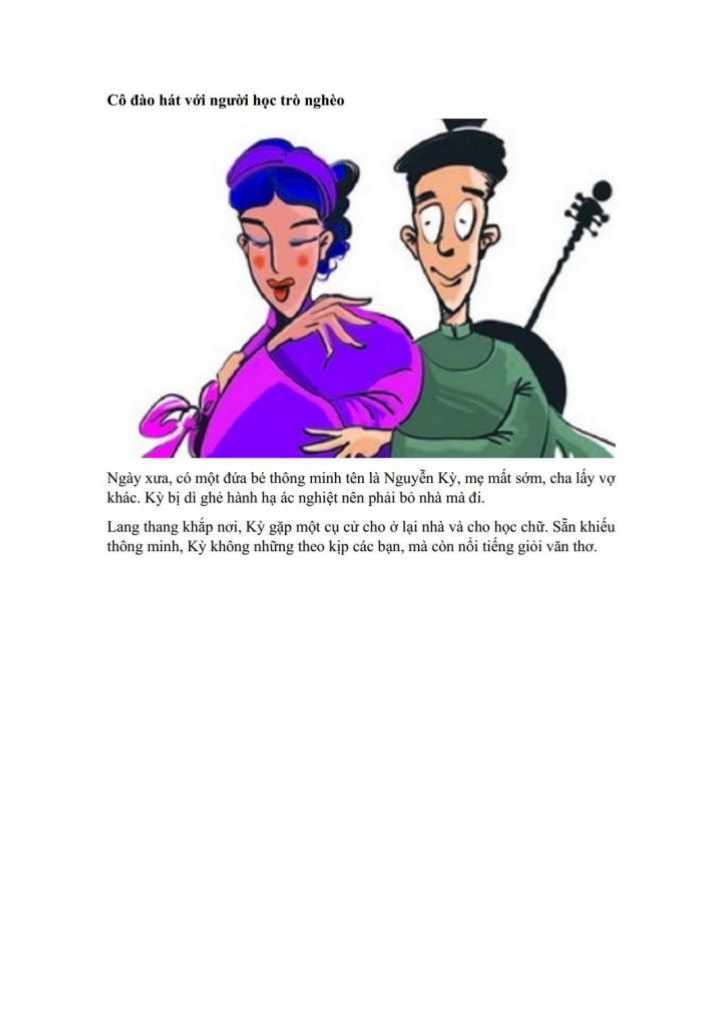 Cô đào hát với người học trò nghèo
Ngày xưa, có một đứa bé thông minh tên là Nguyễn Kỳ, mẹ mất sớm, cha lấy vợ
khác. Kỳ bị dì ghẻ hành hạ ác nghiệt nên phải bỏ nhà mà đi.
Lang thang khắp nơi, Kỳ gặp một cụ cử cho ở lại nhà và cho học chữ. Sẵn khiếu
thông minh, Kỳ không những theo kịp các bạn, mà còn nổi tiếng giỏi văn thơ.